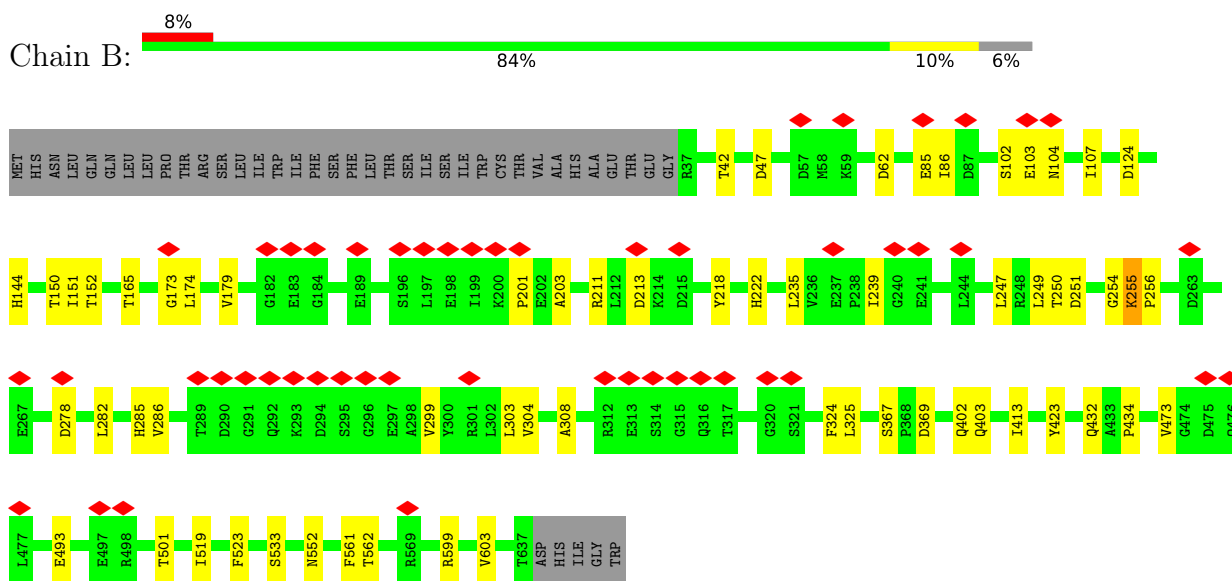 8%
Chain B:
84% 10% 6%
MET HIS ASN LEU GLN GLN LEU LEU PRO THR ARG SER LEU ILE TRP ILE PHE SER PHE LEU THR SER ILE SER ILE TRP CYS THR VAL ALA HIS ALA GLU THR GLU GLY R37 T42 D47 D57 M58 K59 D62 E85 I86 D87 S102 E103 N104 I107 D124
H144 T150 I151 T152 T165 G173 L174 V179 G182 E183 G184 E189 S196 L197 E198 I199 K200 P201 E202 A203 R211 L212 D213 K214 D215 Y218 H222 L235 V236 E237 P238 I239 G240 E241 L244 L247 R248 L249 T250 D251 G254 K255 P256 D263
E267 D278 L282 H285 V286 T289 D290 G291 Q292 K293 D294 S295 G296 E297 A298 V299 Y300 R301 L302 L303 V304 A308 R312 E313 S314 G315 Q316 T317 G320 S321 F324 L325 S367 P368 D369 Q402 Q403 I413 Y423 Q432 A433 P434 V473 G474 D475
L477 E493 E497 R498 T501 I519 F523 S533 N552 F561 T562 R569 R599 V603 T637 ASP HIS ILE GLY TRP